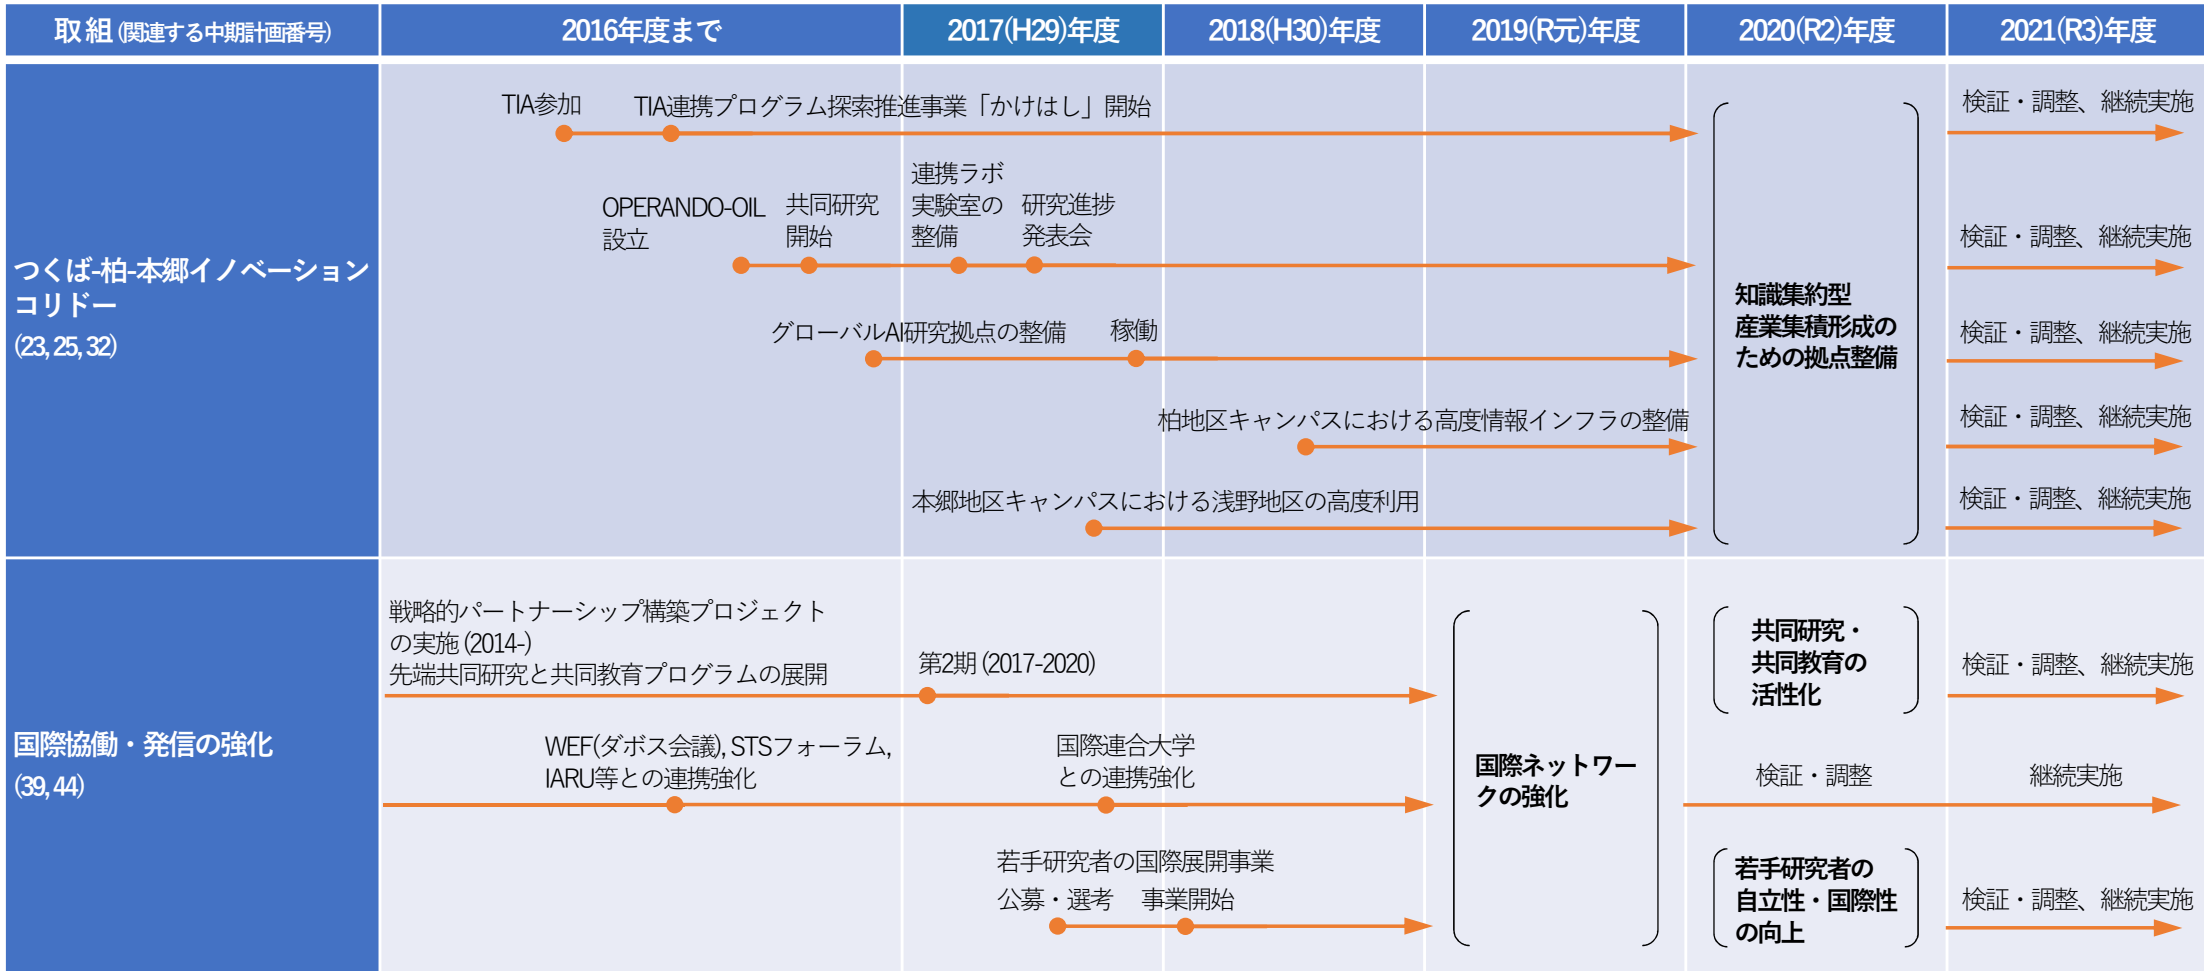 取組(関連する中期計画番号)
2016年度まで
2017(H29)年度
2018(H30)年度
2019(R元)年度
2020(R2)年度
2021(R3)年度
つくば-柏-本郷イノベーション
コリドー
(23, 25, 32)
TIA参加
TIA連携プログラム探索推進事業「かけはし」開始
検証・調整、継続実施
OPERANDO-OIL
設立
共同研究
開始
連携ラボ
実験室の
整備
研究進捗
発表会
検証・調整、継続実施
グローバルAI研究拠点の整備
稼働
検証・調整、継続実施
柏地区キャンパスにおける高度情報インフラの整備
検証・調整、継続実施
本郷地区キャンパスにおける浅野地区の高度利用
検証・調整、継続実施
知識集約型
産業集積形成の
ための拠点整備
国際協働・発信の強化
(39, 44)
戦略的パートナーシップ構築プロジェクト
の実施 (2014-)
先端共同研究と共同教育プログラムの展開
第2期 (2017-2020)
共同研究・
共同教育の
活性化
検証・調整、継続実施
WEF(ダボス会議), STSフォーラム,
IARU等との連携強化
国際連合大学
との連携強化
国際ネットワー
クの強化
検証・調整
継続実施
若手研究者の国際展開事業
公募・選考
事業開始
若手研究者の
自立性・国際性
の向上
検証・調整、継続実施